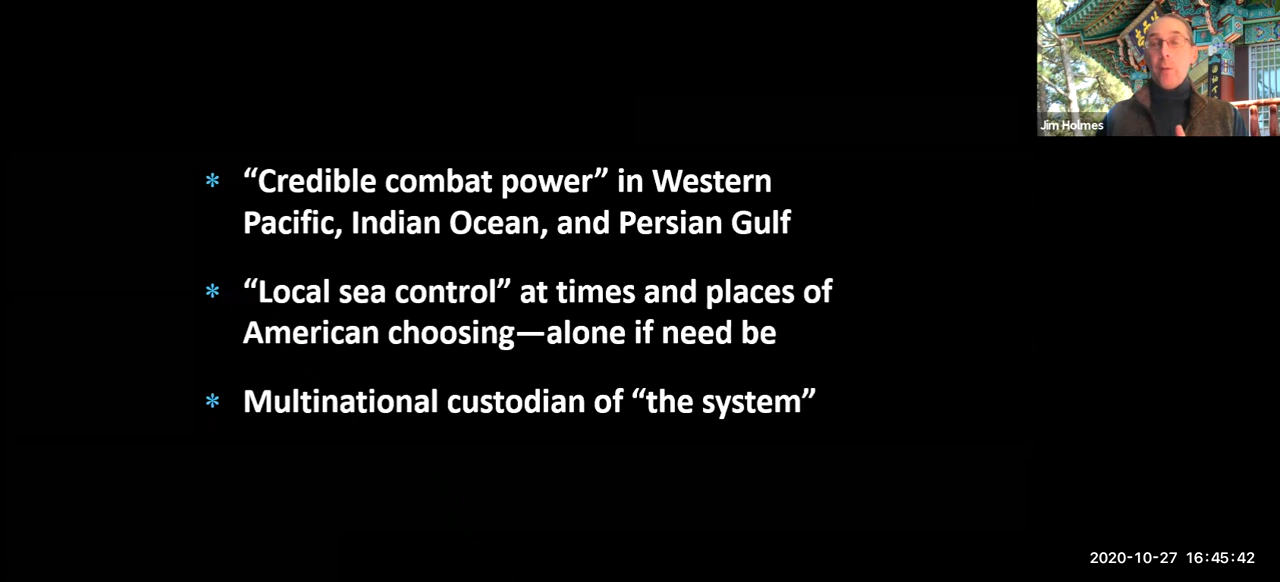 Jim Holmes
* “Credible combat power” in Western
Pacific, Indian Ocean, and Persian Gulf
* “Local sea control” at times and places of
American choosing—alone if need be
* Multinational custodian of “the system”
2020-10-27 16:45:42